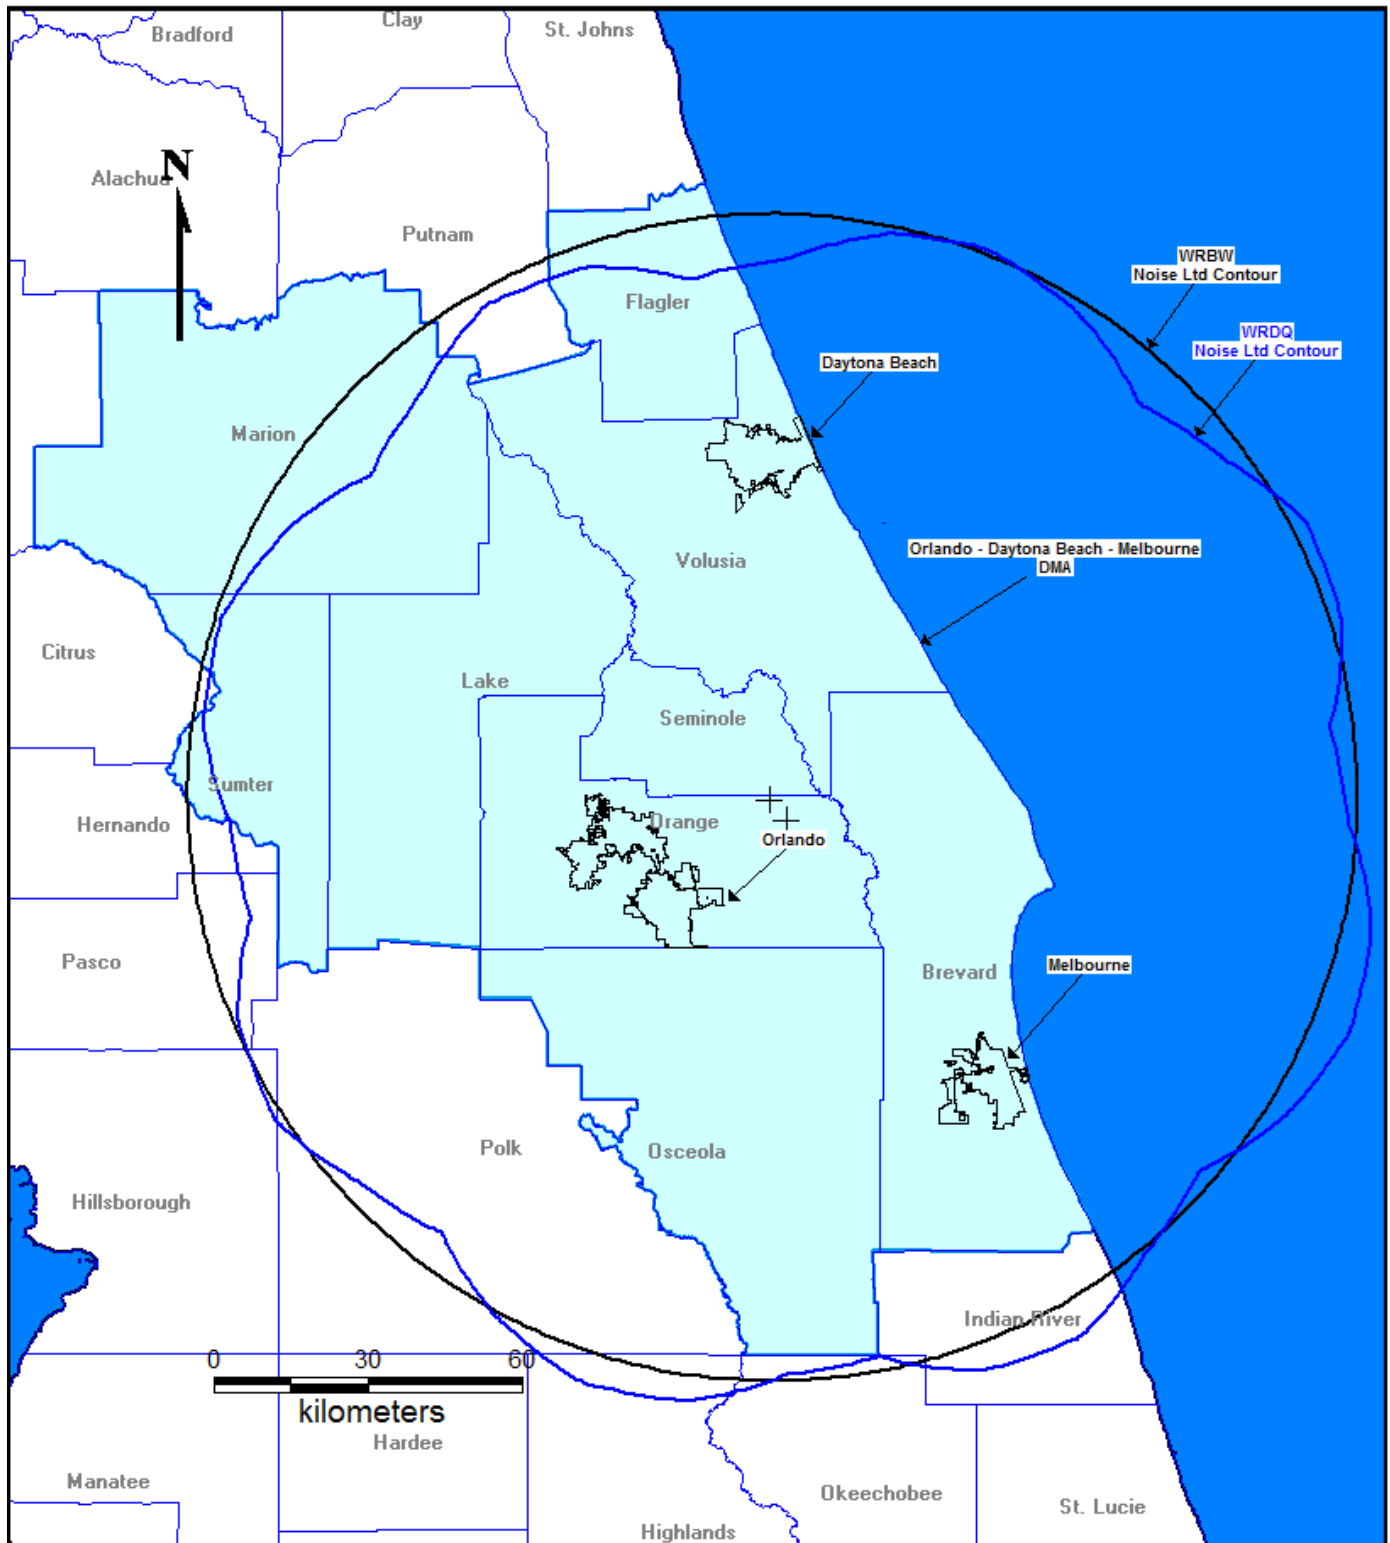 Clay
Bradford
St. Johns
N
Alachua
Putnam
WRBW
Noise Ltd Contour
Flagler
WRDQ
Noise Ltd Contour
Daytona Beach
Marion
Orlando - Daytona Beach - Melbourne
DMA
Volusia
Citrus
Lake
Seminole
Sumter
Hernando
Orange
Orlando
Pasco
Brevard
Melbourne
Polk
Osceola
Hillsborough
Indian River
0 30 60
kilometers
Hardee
Manatee
Okeechobee
St. Lucie
Highlands